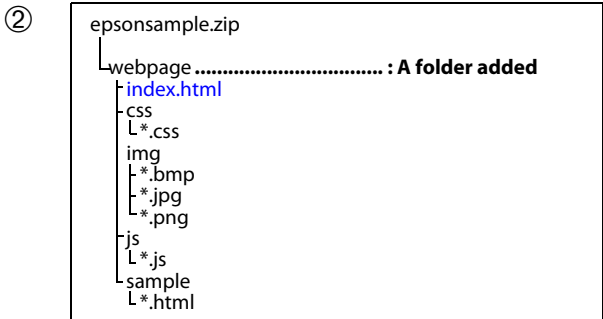 ②
epsonsample.zip
webpage .................................. : A folder added
index.html
css
*.css
img
*.bmp
*.jpg
*.png
js
*.js
sample
*.html